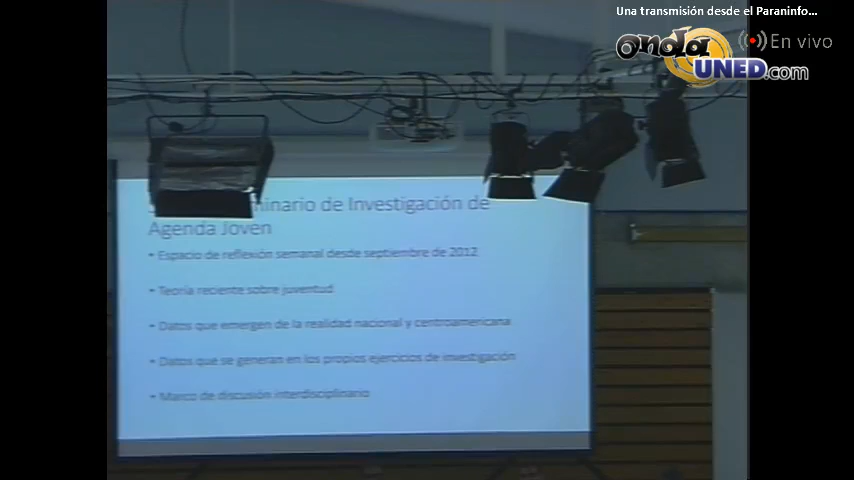 Una transmisión desde el Paraninfo...
onda
UNED.com
En vivo
de Investigación de
Agenda Joven
• Espacio de reflexión semanal desde septiembre de 2012
• Teoría reciente sobre juventud
• Datos que emergen de la realidad nacional y centroamericana
• Datos que se generan en los propios ejercicios de investigación
• Marco de discusión interdisciplinario